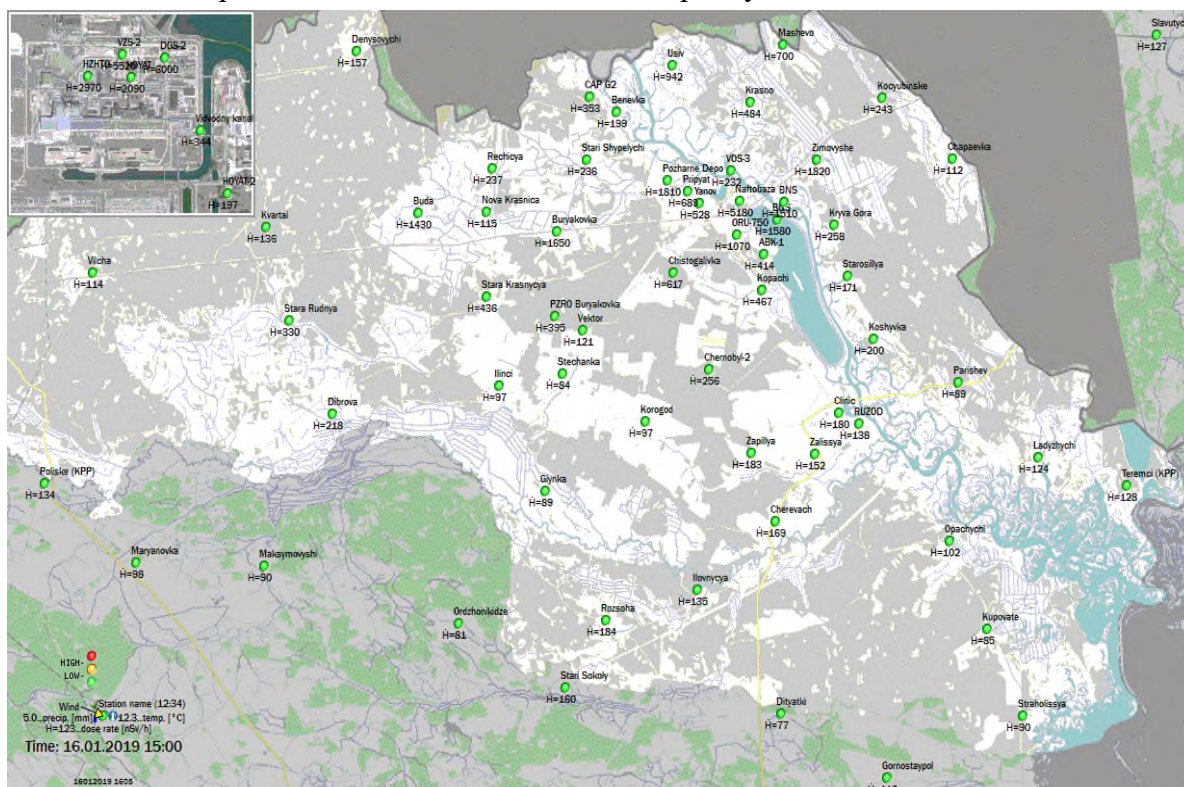 VZS-2
H=5520
DGS-2
H=6000
HZHTO
H=2970
HOYAT
H=2090
Vidvodny kanal
H=344
HOYAT-2
H=197
Denysovychi
H=157
Mashevo
H=700
Slavutyc
H=127
Usiv
H=942
CAP G2
H=353
Benevka
H=199
Krasno
H=484
Kocyubinske
H=243
Rechicya
H=237
Stari Shypelychi
H=236
VOS-3
H=232
Zimovyshe
H=1820
Chapaevka
H=112
Pozharne Depo
H=1810
Pripyat
H=689
Yanov
H=528
Naftobaza
H=5180
BNS
H=1510
H=1580
Buda
H=1430
Nova Krasnica
H=115
Kvartal
H=136
Buryakovka
H=1650
ORU-750
H=1070
Kryva Gora
H=258
ABK-1
H=414
Vicha
H=114
Chistogalivka
H=617
Starosillya
H=171
Stara Krasnycya
H=436
Kopachi
H=467
Stara Rudnya
H=330
PZRO Buryakovka
H=395
Vektor
H=121
Koshyvka
H=200
Stechanka
H=84
Ilinci
H=97
Chernobyl-2
H=256
Parishev
H=89
Dibrova
H=218
Korogod
H=97
Clinic
H=180
RUZOD
H=138
Zapillya
H=183
Zalissya
H=152
Ladyzhychi
H=124
Poliske (KPP)
H=134
Teremci (KPP)
H=128
Glynka
H=89
Cherevach
H=169
Opachychi
H=102
Maryanovka
H=98
Maksymovyshi
H=90
Ilovnycya
H=135
Ordzhonikidze
H=81
Rozsoha
H=184
Kupovate
H=85
HIGH-
LOW-
Stari Sokoly
H=160
Wind
Station name (12:34)
5.0...precip. [mm]
12.3...temp. [°C]
H=123...dose rate [nSv/h]
Dityatki
H=77
Straholissya
H=90
Time: 16.01.2019 15:00
Gornostaypol
16012019 1605